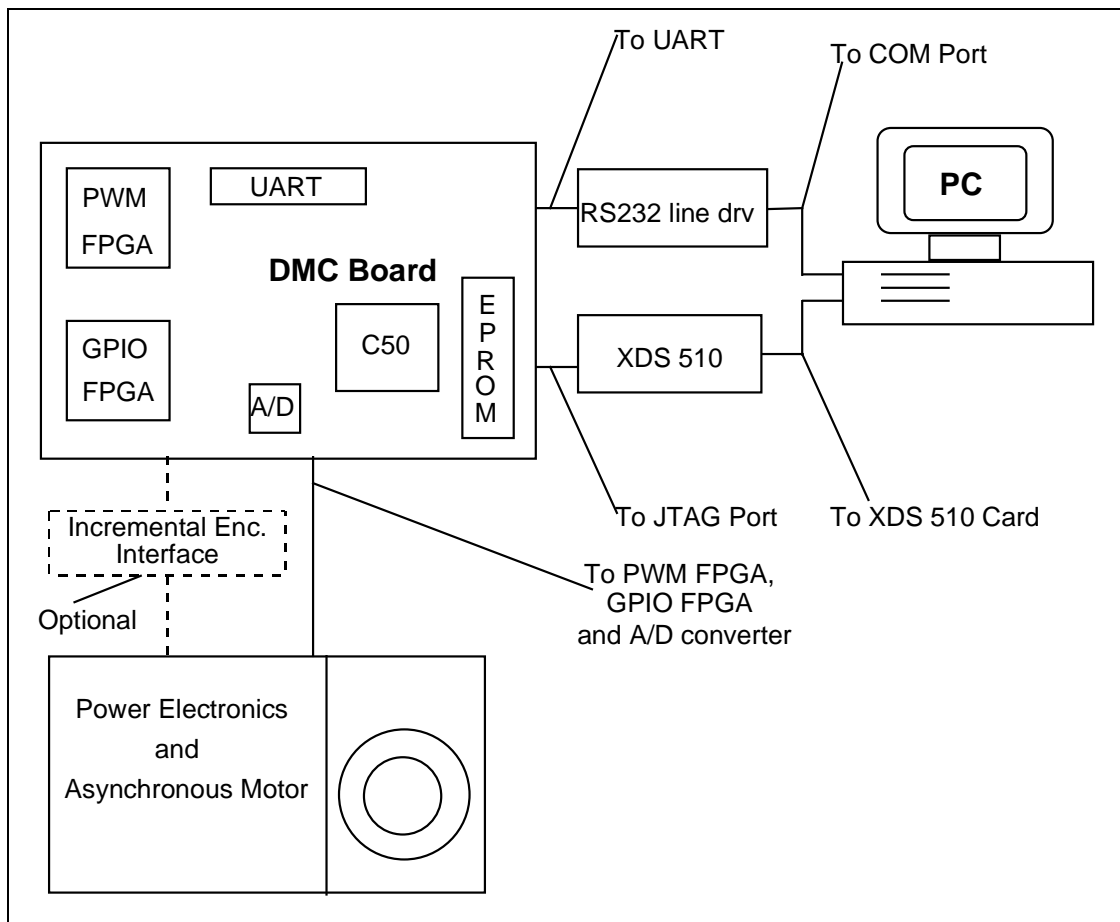 To UART
To COM Port
PWM
FPGA
UART
RS232 line drv
PC
DMC Board
GPIO
FPGA
C50
A/D
E
P
R
O
M
XDS 510
To JTAG Port
To XDS 510 Card
Incremental Enc.
Interface
Optional
To PWM FPGA,
GPIO FPGA
and A/D converter
Power Electronics
and
Asynchronous Motor